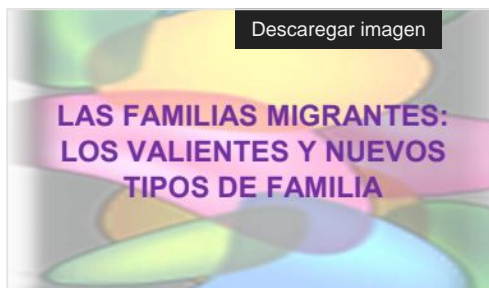 Descaregar imagen
LAS FAMILIAS MIGRANTES:
LOS VALIENTES Y NUEVOS
TIPOS DE FAMILIA